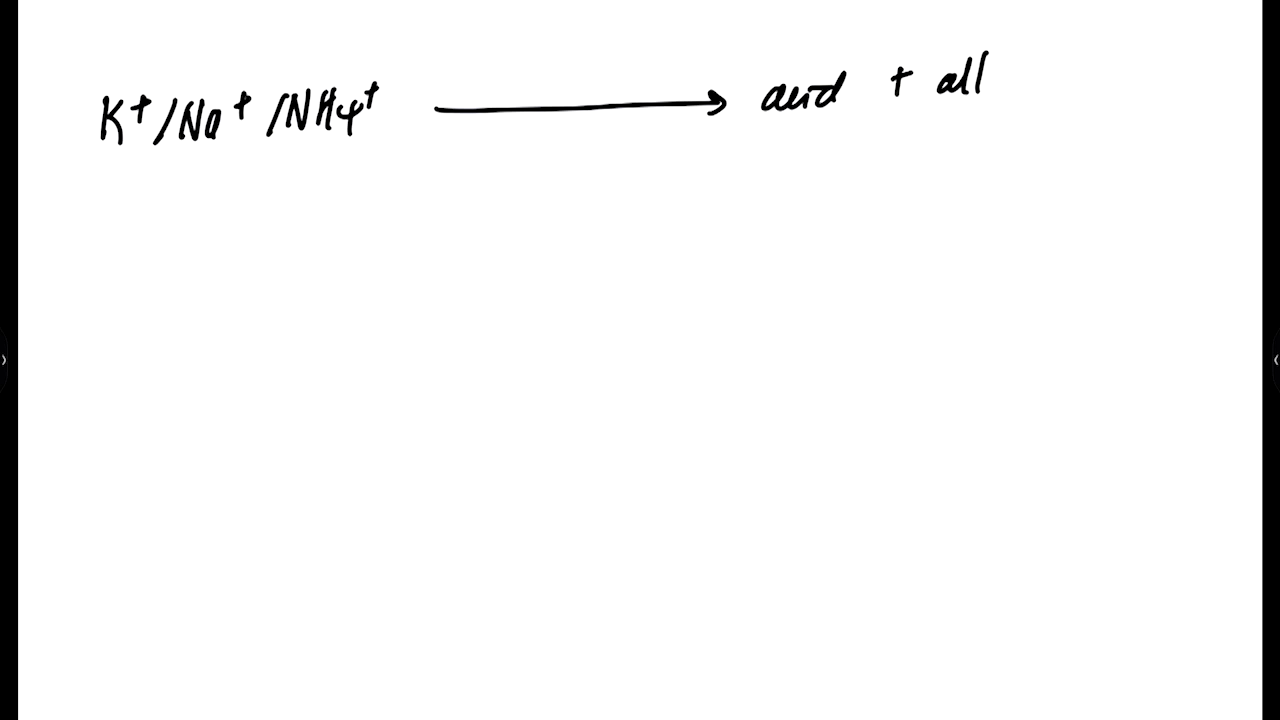 K⁺/Na⁺/NH₄⁺ ⟶ acid + all